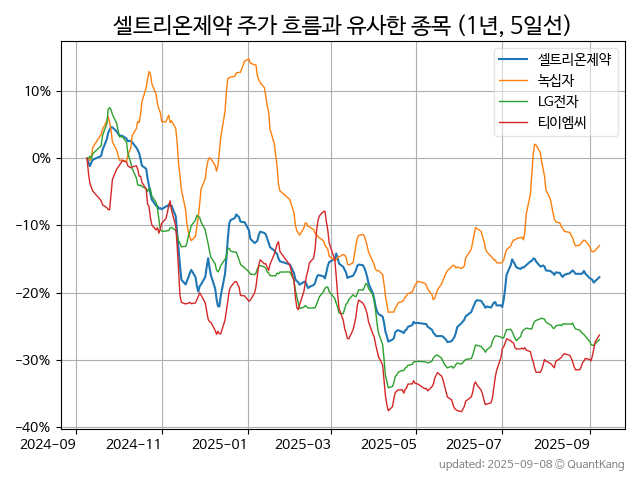 셀트리온제약 주가 흐름과 유사한 종목 (1년, 5일선)
셀트리온제약
녹십자
LG전자
티이엠씨
10%
0%
−10%
−20%
−30%
−40%
2024-09 2024-11 2025-01 2025-03 2025-05 2025-07 2025-09
updated: 2025-09-08 © QuantKang